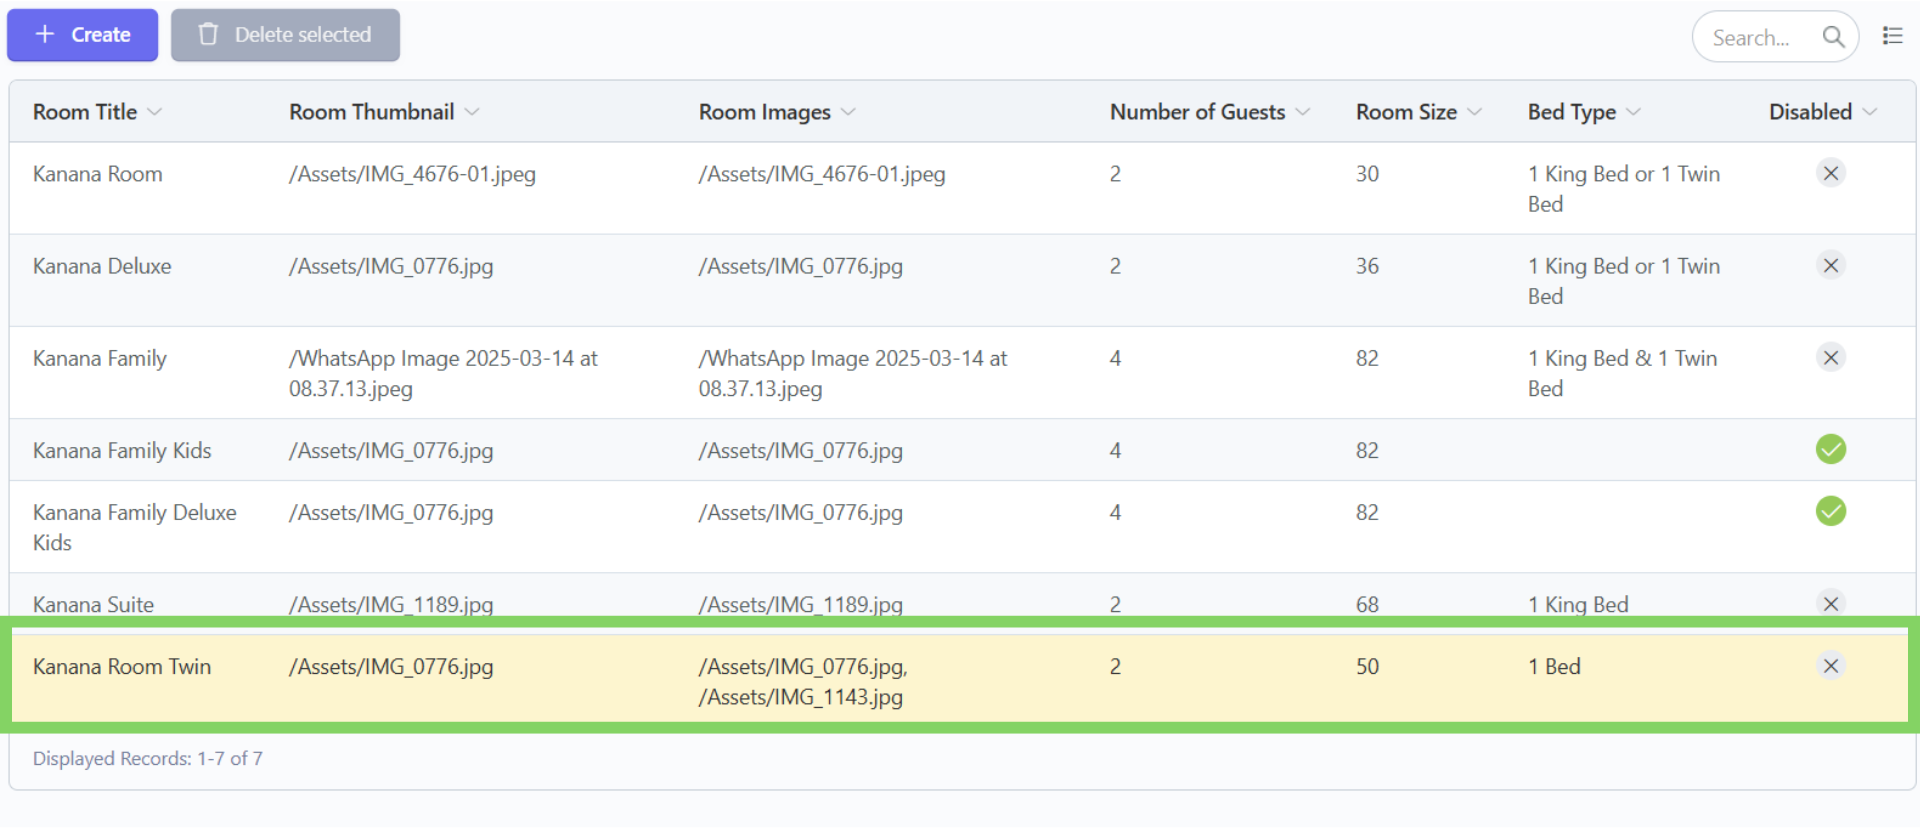 Create Delete selected Search...
Room Title Room Thumbnail Room Images Number of Guests Room Size Bed Type Disabled
Kanana Room /Assets/IMG_4676-01.jpeg /Assets/IMG_4676-01.jpeg 2 30 1 King Bed or 1 Twin
Bed
Kanana Deluxe /Assets/IMG_0776.jpg /Assets/IMG_0776.jpg 2 36 1 King Bed or 1 Twin
Bed
Kanana Family /WhatsApp Image 2025-03-14 at /WhatsApp Image 2025-03-14 at 4 82 1 King Bed & 1 Twin
08.37.13.jpeg 08.37.13.jpeg Bed
Kanana Family Kids /Assets/IMG_0776.jpg /Assets/IMG_0776.jpg 4 82
Kanana Family Deluxe /Assets/IMG_0776.jpg /Assets/IMG_0776.jpg 4 82
Kids
Kanana Suite /Assets/IMG_1189.jpg /Assets/IMG_1189.jpg 2 68 1 King Bed
Kanana Room Twin /Assets/IMG_0776.jpg /Assets/IMG_0776.jpg, 2 50 1 Bed
/Assets/IMG_1143.jpg
Displayed Records: 1-7 of 7